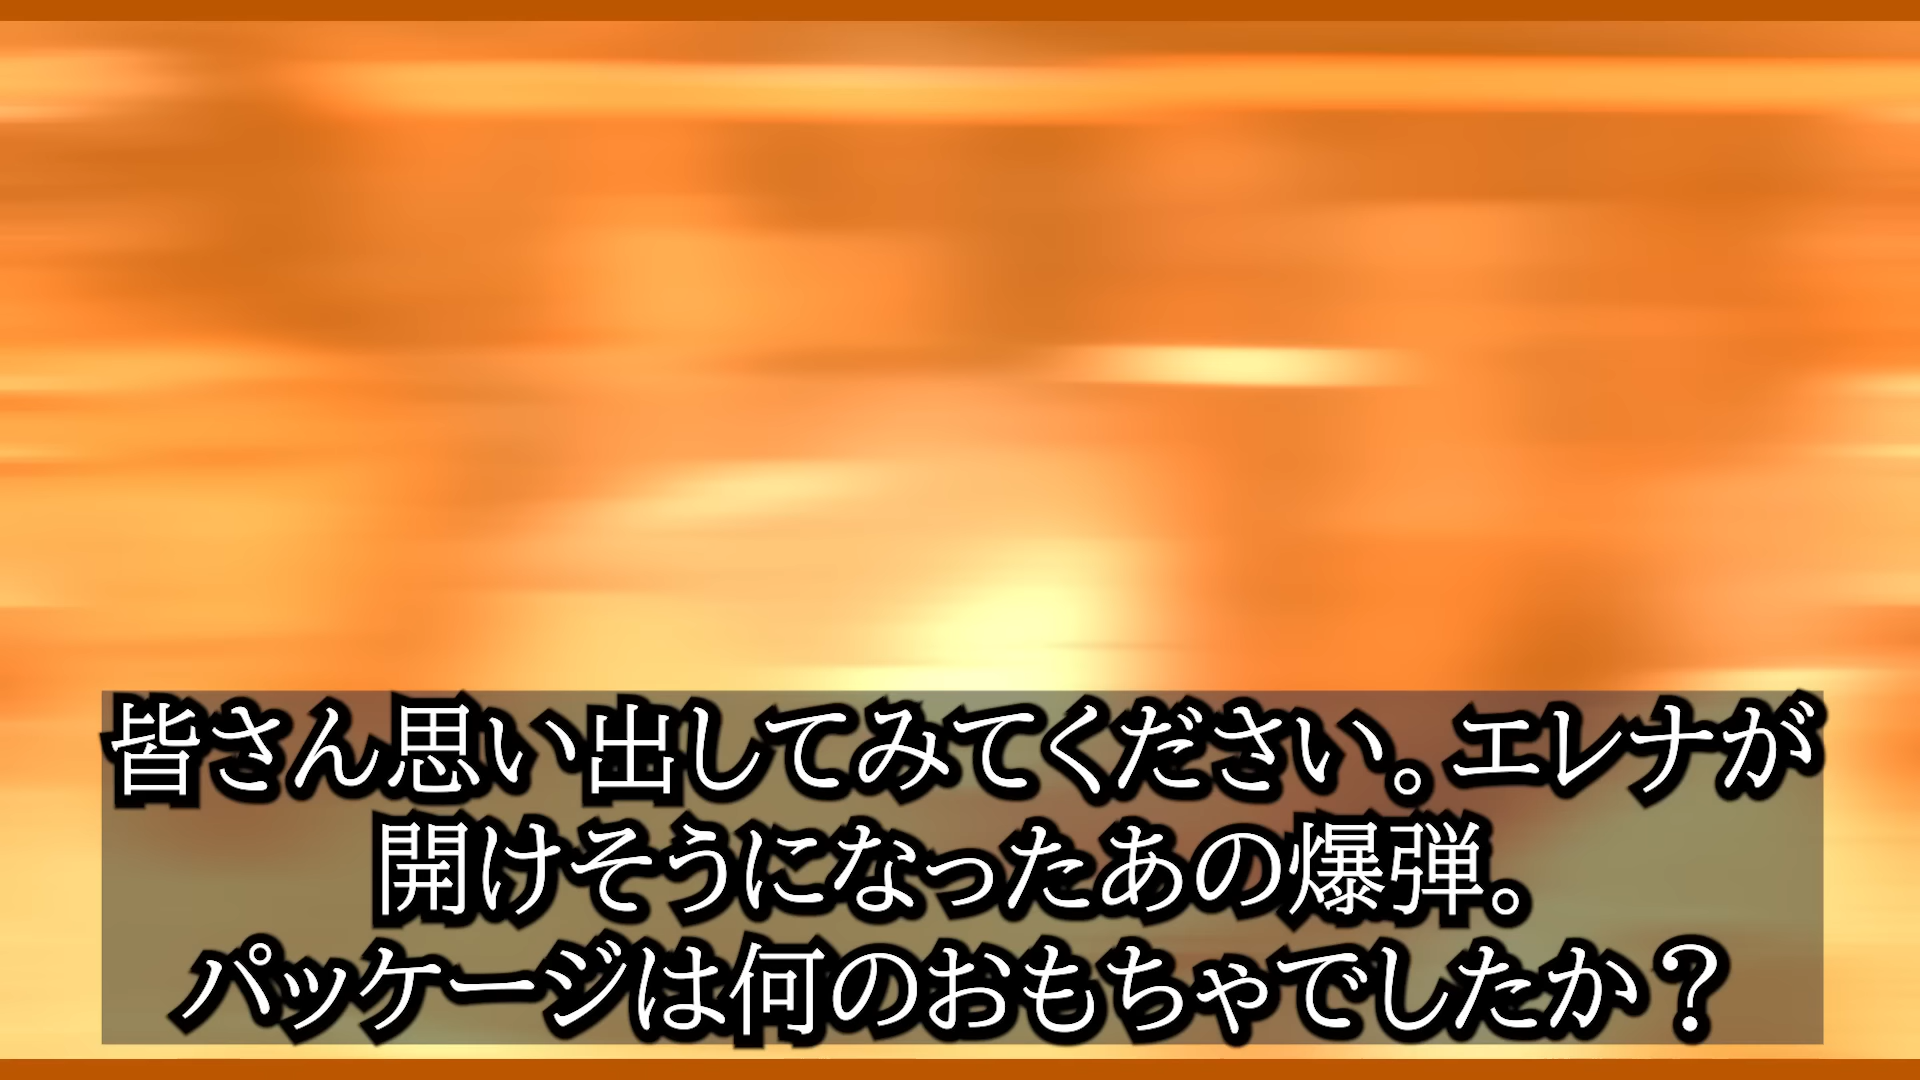 皆さん思い出してみてください。エレナが
開けそうになったあの爆弾。
パッケージは何のおもちゃでしたか？